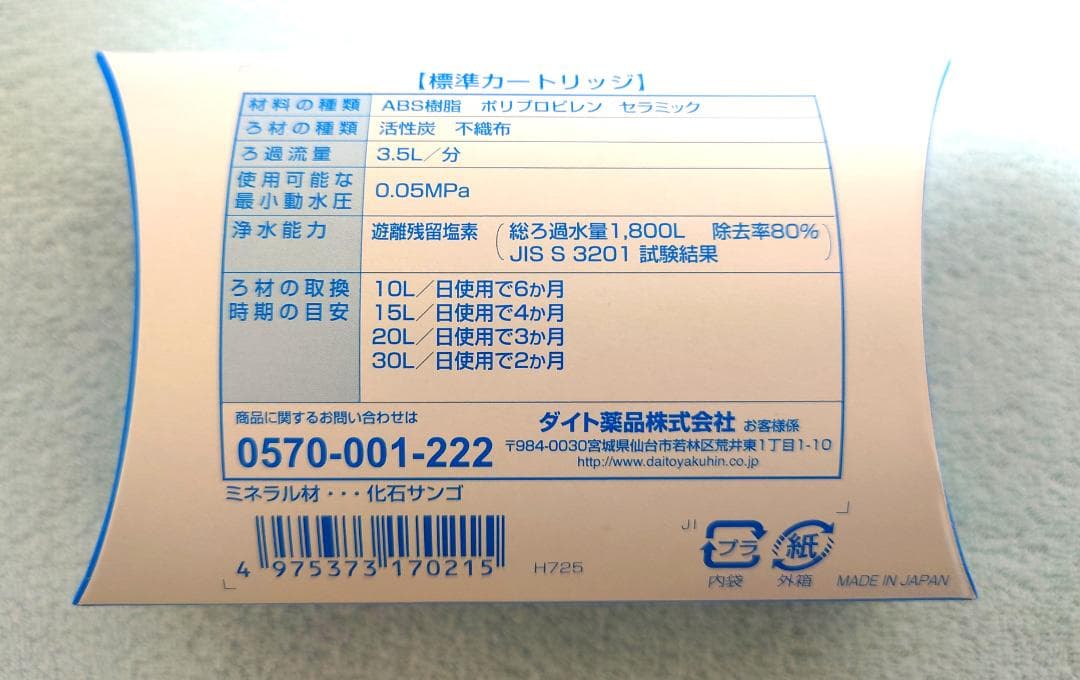 【標準カートリッジ】
材料の種類 ABS樹脂 ポリプロピレン セラミック
ろ材の種類 活性炭 不織布
ろ過流量 3.5L／分
使用可能な
最小動水圧 0.05MPa
浄水能力 遊離残留塩素 (総ろ過水量1,800L 除去率80%
JIS S 3201 試験結果)
ろ材の取換 10L／日使用で6か月
時期の目安 15L／日使用で4か月
20L／日使用で3か月
30L／日使用で2か月
商品に関するお問い合わせは
0570-001-222
ダイト薬品株式会社 お客様係
〒984-0030宮城県仙台市若林区荒井東1丁目1-10
http://www.daitoyakuhin.co.jp
ミネラル材・・・化石サンゴ
4 975373 170215
H725
JI
プラ 紙
内袋 外箱
MADE IN JAPAN